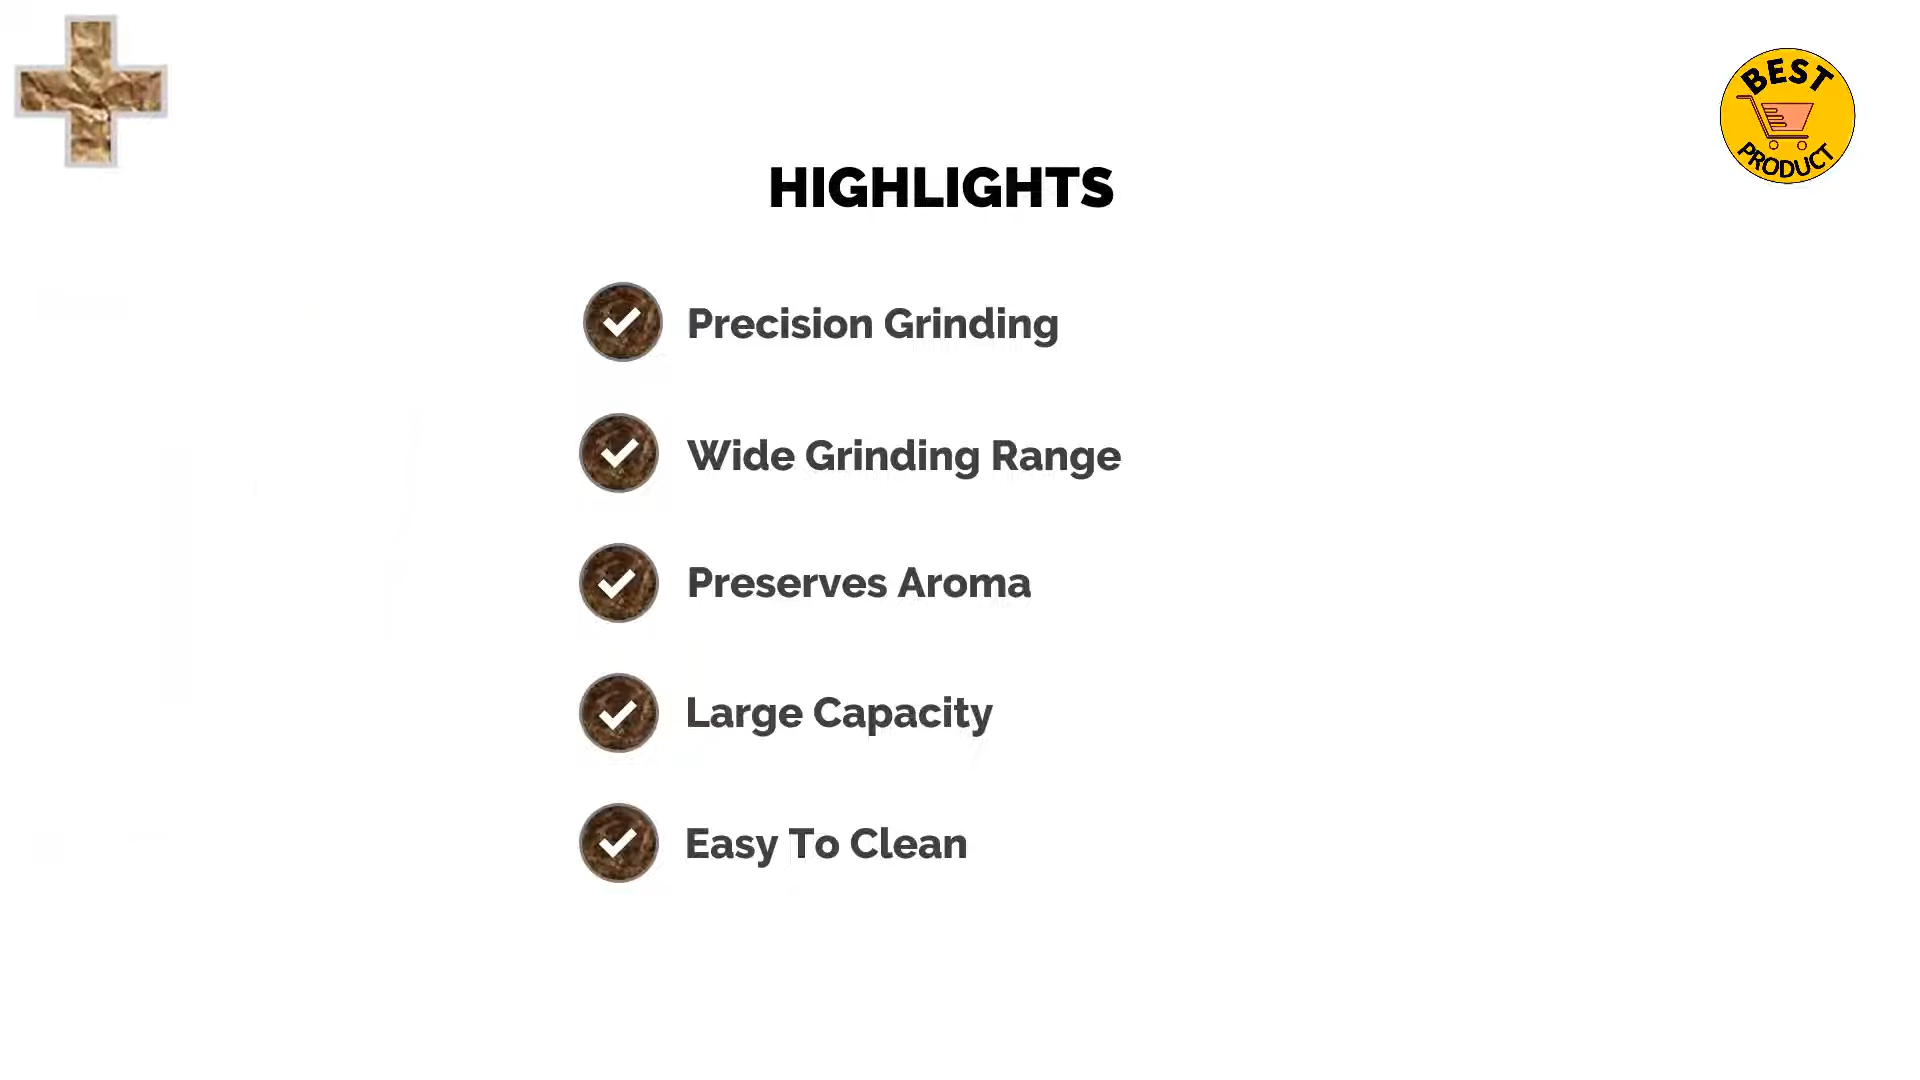 BEST
PRODUCT
HIGHLIGHTS
Precision Grinding
Wide Grinding Range
Preserves Aroma
Large Capacity
Easy To Clean